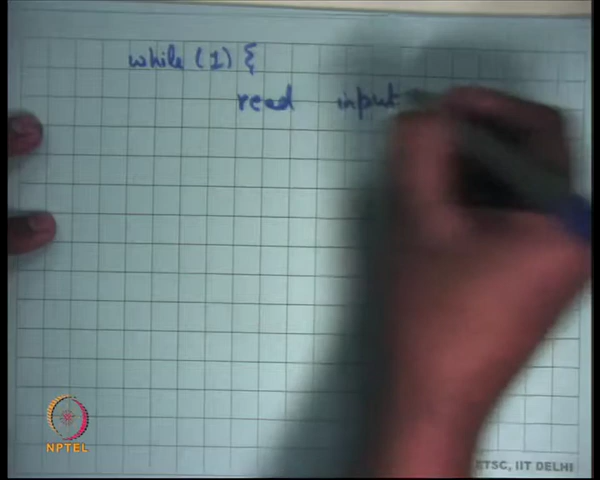 while (1) {
read input
NPTEL
ETSC, IIT DELHI